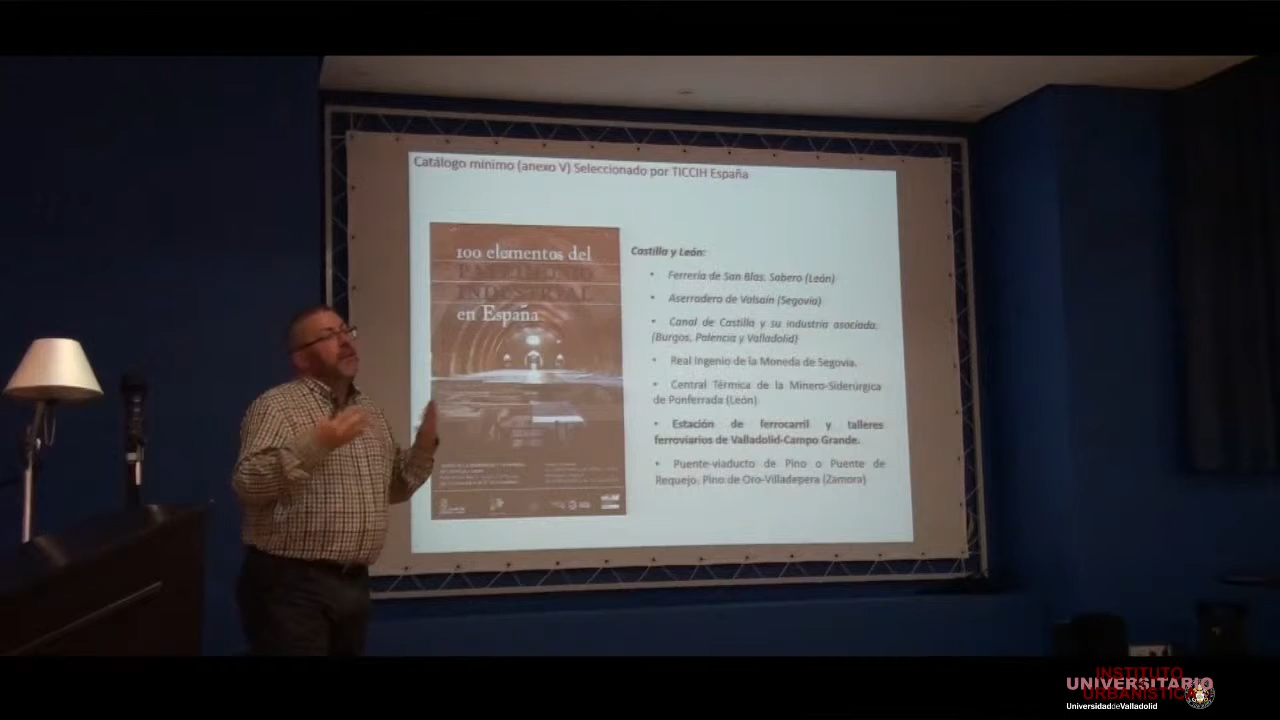 Catálogo mínimo (anexo V) Seleccionado por TICCIH España
100 elementos del
PATRIMONIO
INDUSTRIAL
en España
Castilla y León:
• Ferrería de San Blas. Sabero (León)
• Aserradero de Valsaín (Segovia)
• Canal de Castilla y su industria asociada.
(Burgos, Palencia y Valladolid)
• Real Ingenio de la Moneda de Segovia.
• Central Térmica de la Minero-Siderúrgica
de Ponferrada (León)
• Estación de ferrocarril y talleres
ferroviarios de Valladolid-Campo Grande.
• Puente-viaducto de Pino o Puente de
Requejo. Pino de Oro-Villadepera (Zamora)
INSTITUTO
UNIVERSITARIO
URBANÍSTICA
UniversidaddeValladolid